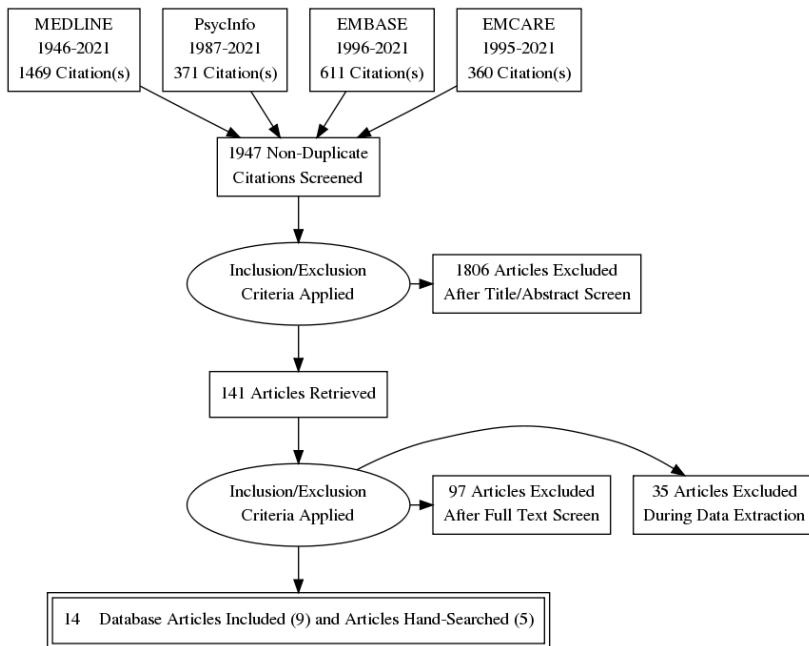 MEDLINE
1946-2021
1469 Citation(s)
PsycInfo
1987-2021
371 Citation(s)
EMBASE
1996-2021
611 Citation(s)
EMCARE
1995-2021
360 Citation(s)
1947 Non-Duplicate
Citations Screened
Inclusion/Exclusion
Criteria Applied
1806 Articles Excluded
After Title/Abstract Screen
141 Articles Retrieved
Inclusion/Exclusion
Criteria Applied
97 Articles Excluded
After Full Text Screen
35 Articles Excluded
During Data Extraction
14 Database Articles Included (9) and Articles Hand-Searched (5)